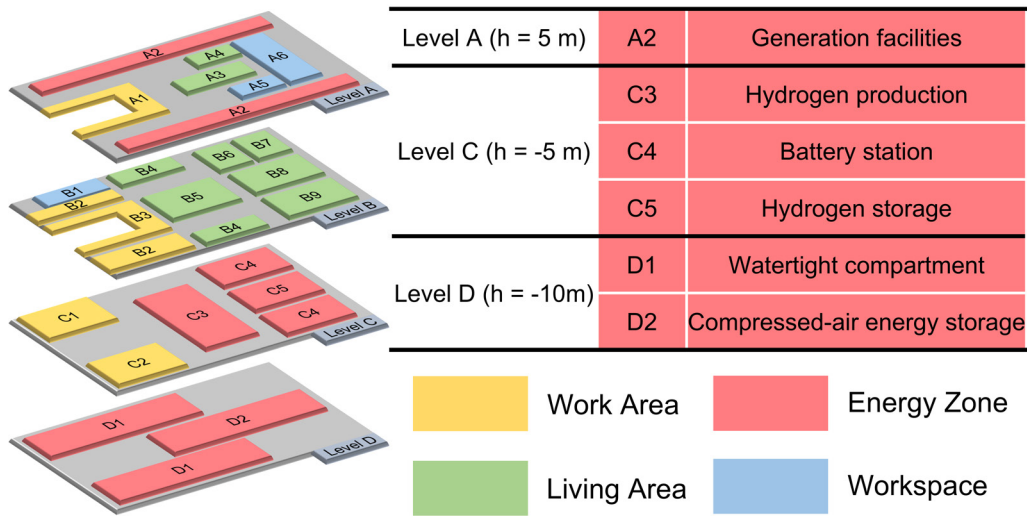 A2
A4
A6
A3
A1
A5
A2
Level A
B7
B6
B4
B8
B1
B5
B2
B9
B3
B4
Level B
B2
C4
C5
C1
C3
C4
Level C
C2
D1
D2
Level D
D1
Level A (h = 5 m) A2 Generation facilities
C3 Hydrogen production
Level C (h = -5 m) C4 Battery station
C5 Hydrogen storage
D1 Watertight compartment
Level D (h = -10m)
D2 Compressed-air energy storage
Work Area Energy Zone
Living Area Workspace